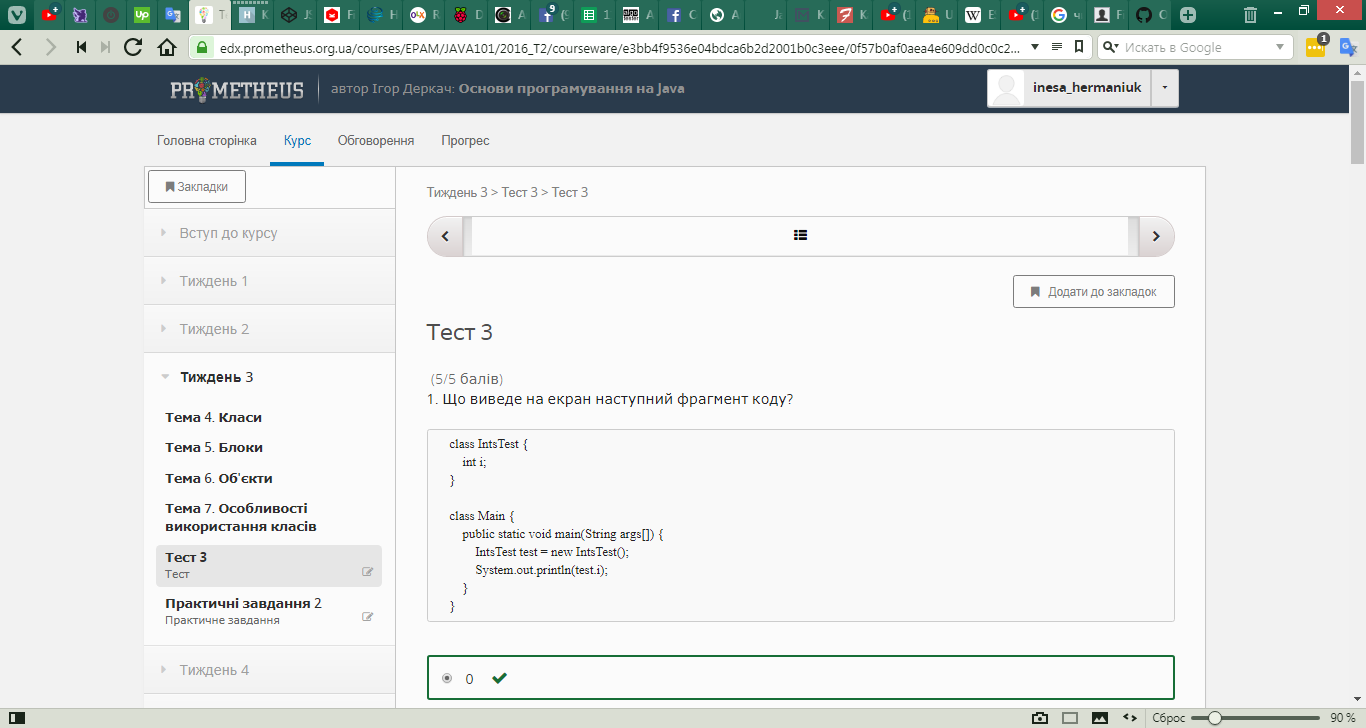 edx.prometheus.org.ua/courses/EPAM/JAVA101/2016_T2/courseware/e3bb4f9536e04bdca6b2d2001b0c3eee/0f57b0af0aea4e609dd0c0c2...
Искать в Google
1
PROMETHEUS
автор Ігор Деркач: Основи програмування на Java
inesa_hermaniuk
Головна сторінка
Курс
Обговорення
Прогрес
Закладки
Вступ до курсу
Тиждень 1
Тиждень 2
Тиждень 3
Тема 4. Класи
Тема 5. Блоки
Тема 6. Об'єкти
Тема 7. Особливості
використання класів
Тест 3
Тест
Практичні завдання 2
Практичне завдання
Тиждень 4
Тиждень 3 > Тест 3 > Тест 3
Додати до закладок
Тест 3
(5/5 балів)
1. Що виведе на екран наступний фрагмент коду?
class IntsTest {
int i;
}
class Main {
public static void main(String args[]) {
IntsTest test = new IntsTest();
System.out.println(test.i);
}
}
0
Сброс
90 %